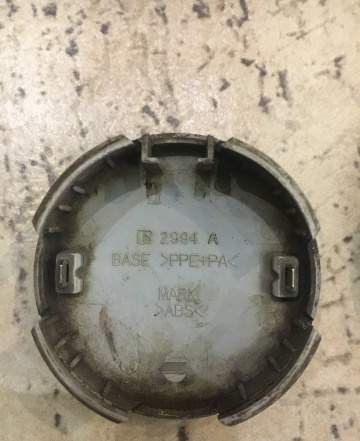 2994 A
BASE >PPE+PA<
MARK
>ABS<